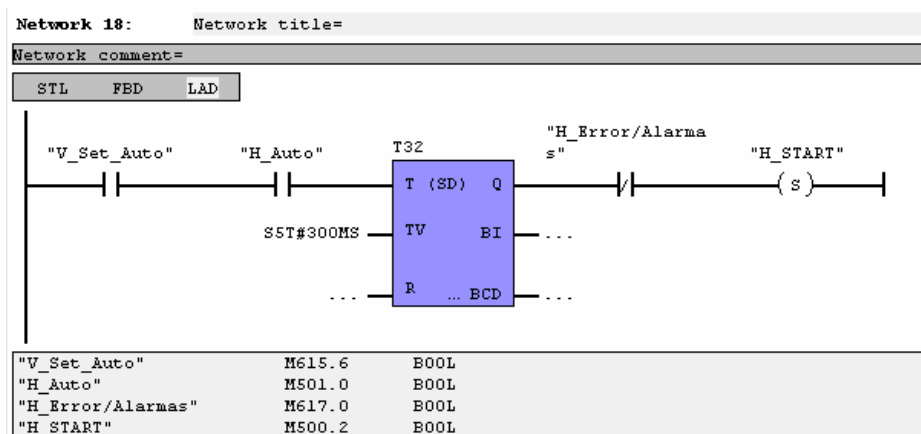 Network 18: Network title=
Network comment=
STL FBD LAD
"V_Set_Auto" "H_Auto" T32 "H_Error/Alarma
s" "H_START"
T (SD) Q / ( S )
S5T#300MS TV BI ...
... R ... BCD ...
"V_Set_Auto" M615.6 BOOL
"H_Auto" M501.0 BOOL
"H_Error/Alarmas" M617.0 BOOL
"H_START" M500.2 BOOL